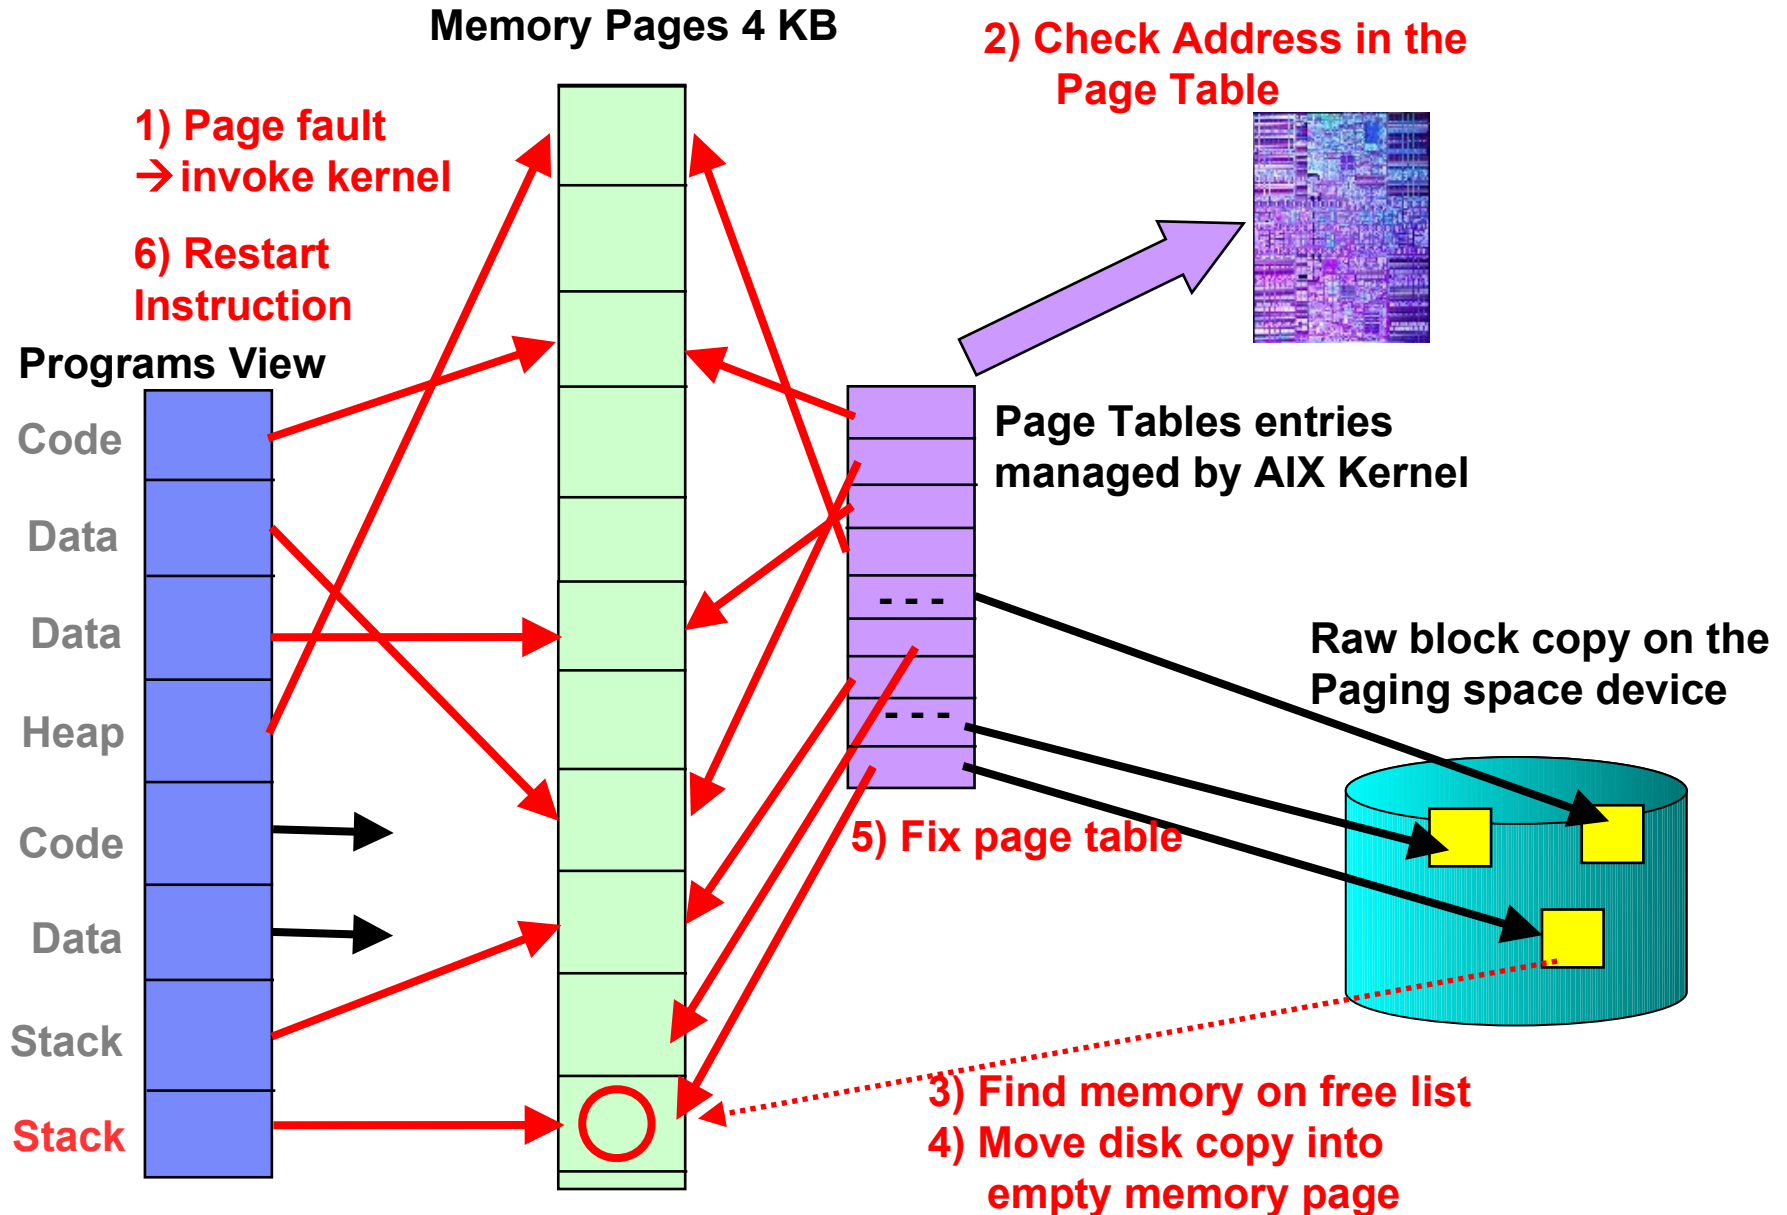 Memory Pages 4 KB
2) Check Address in the
Page Table
1) Page fault
→ invoke kernel
6) Restart
Instruction
Programs View
Code
Data
Data
Heap
Code
Data
Stack
Stack
Page Tables entries
managed by AIX Kernel
- - -
- - -
Raw block copy on the
Paging space device
5) Fix page table
3) Find memory on free list
4) Move disk copy into
empty memory page